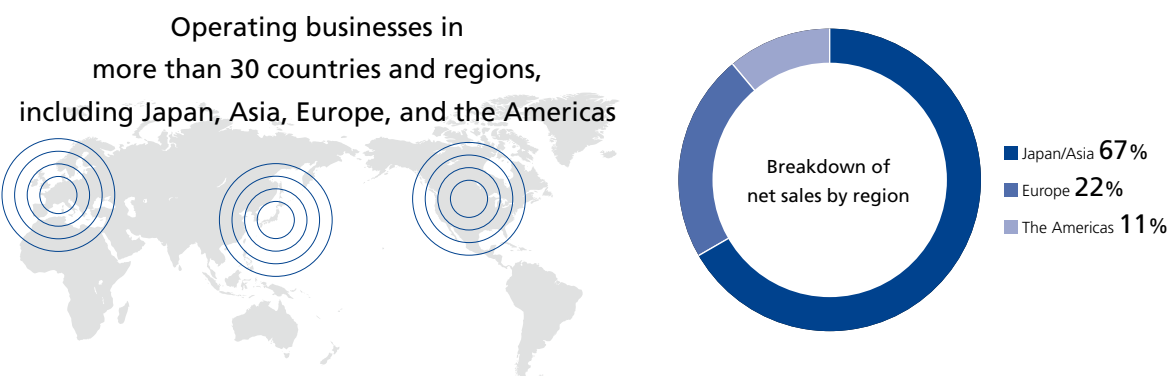 Operating businesses in
more than 30 countries and regions,
including Japan, Asia, Europe, and the Americas
Breakdown of
net sales by region
Japan/Asia 67%
Europe 22%
The Americas 11%